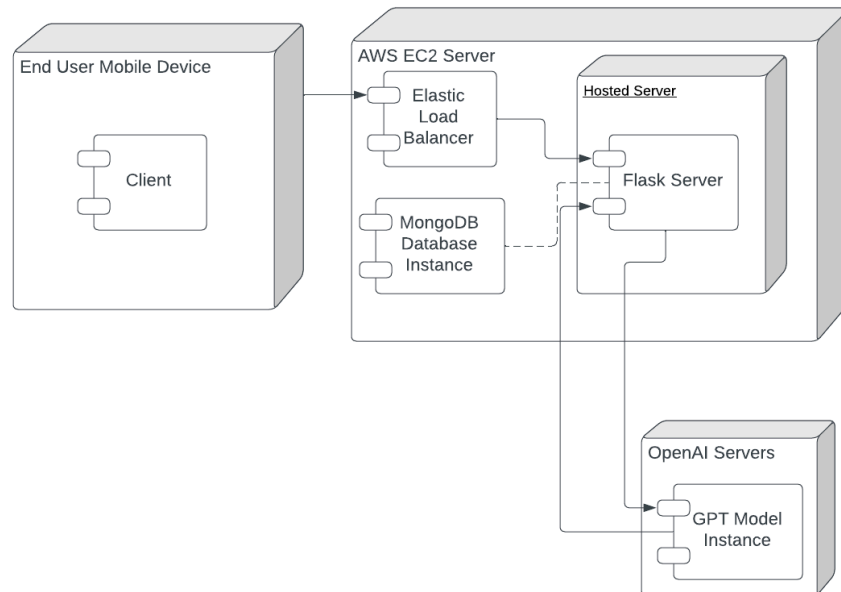 End User Mobile Device
Client
AWS EC2 Server
Elastic
Load
Balancer
MongoDB
Database
Instance
Hosted Server
Flask Server
OpenAI Servers
GPT Model
Instance